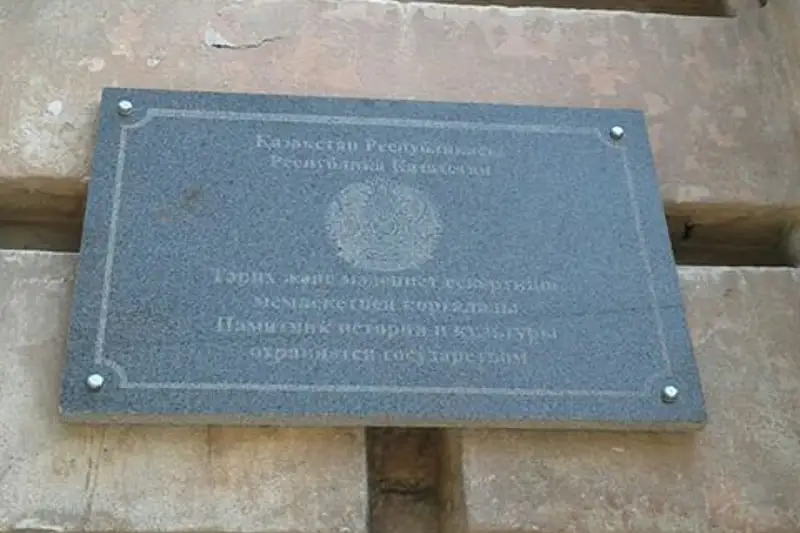 Қазақстан Республикасы
Республика Казахстан
Тарих және мәдениет ескерткіші
мемлекетпен қорғалады
Памятник истории и культуры
охраняется государством